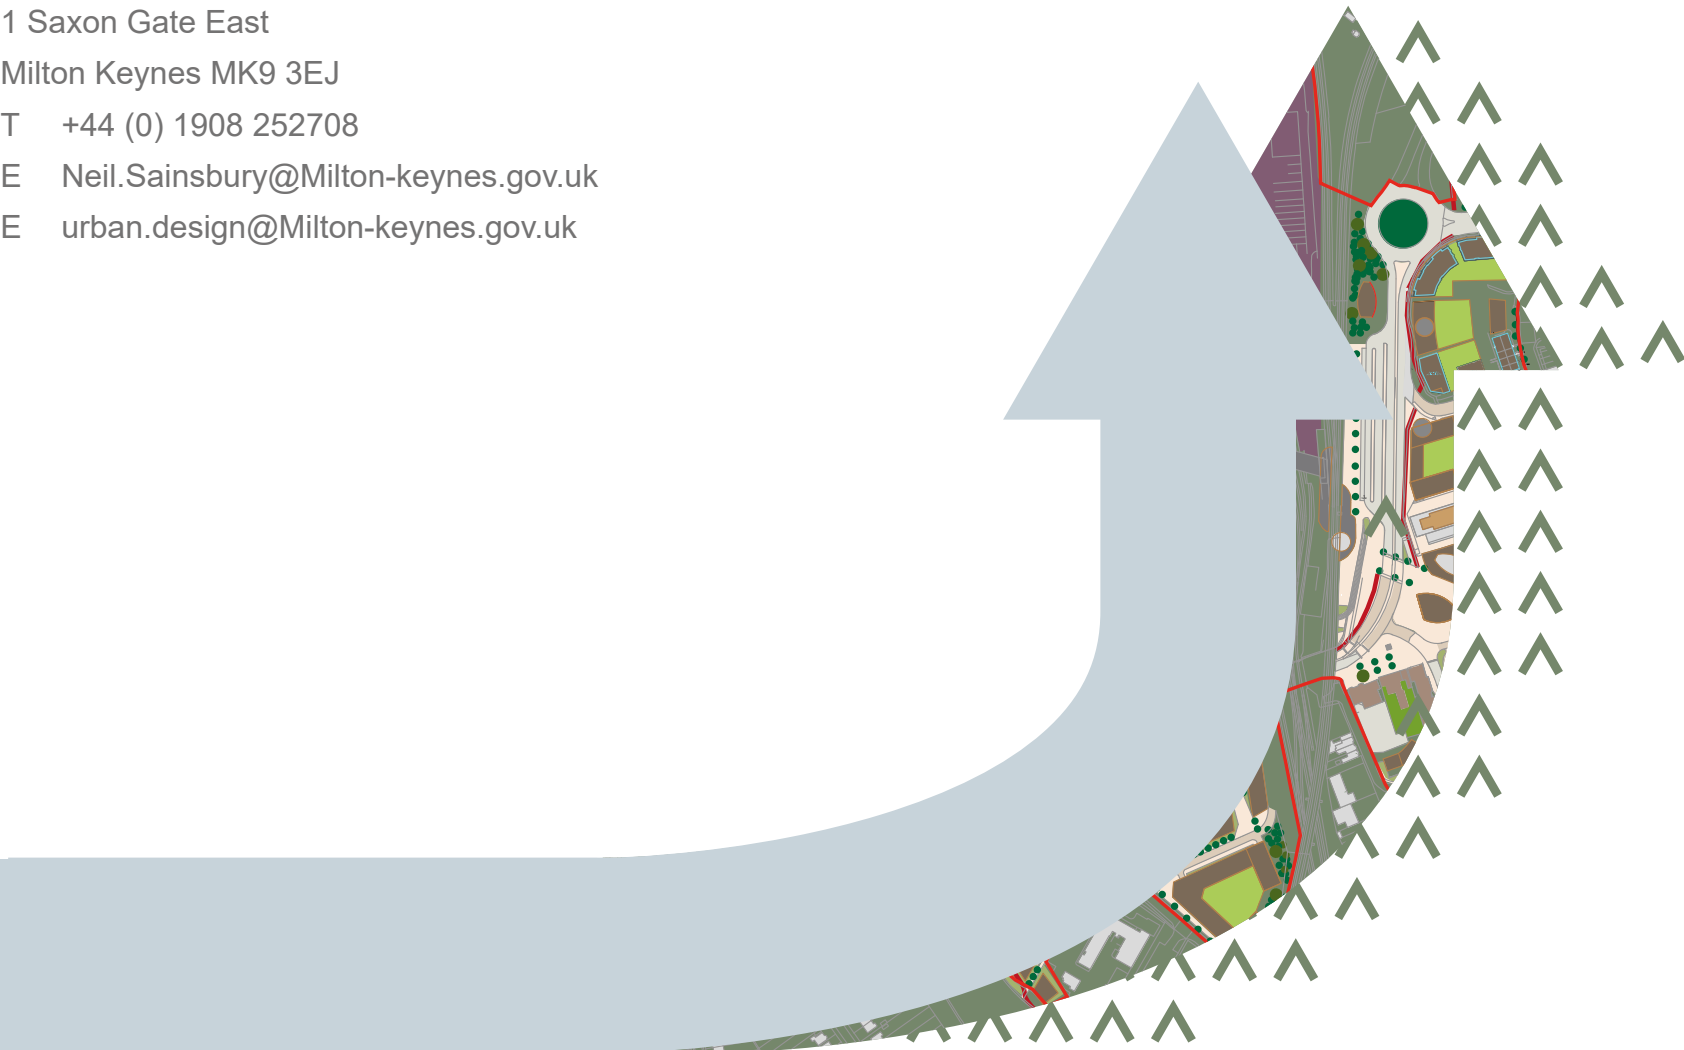 1 Saxon Gate East
Milton Keynes MK9 3EJ
T +44 (0) 1908 252708
E Neil.Sainsbury@Milton-keynes.gov.uk
E urban.design@Milton-keynes.gov.uk